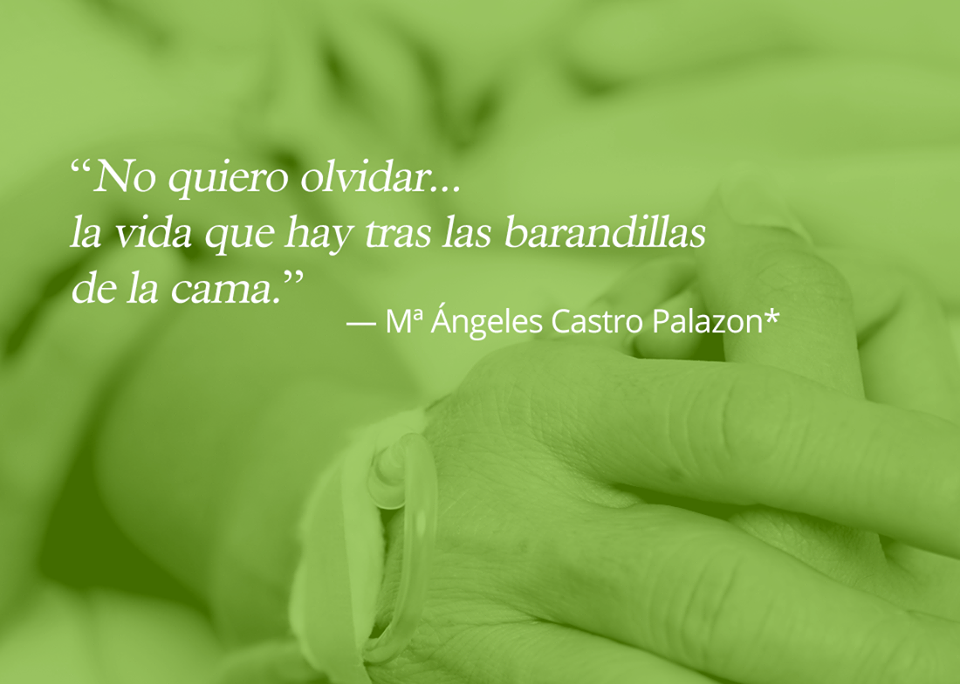 “No quiero olvidar...
la vida que hay tras las barandillas
de la cama.”
— Mª Ángeles Castro Palazon*